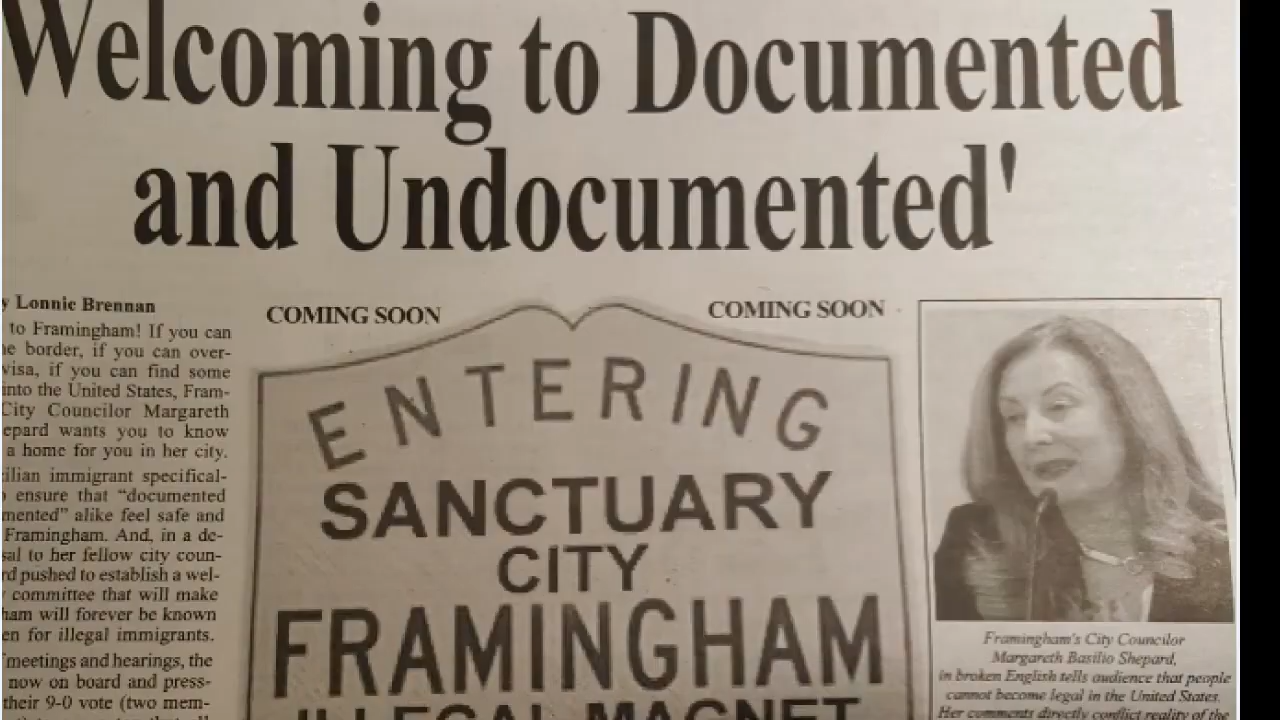 Welcoming to Documented
and Undocumented'
y Lonnie Brennan
to Framingham! If you can
e border, if you can over-
visa, if you can find some
into the United States, Fram-
City Councilor Margareth
epard wants you to know
a home for you in her city.
ilian immigrant specifical-
ensure that “documented
mented” alike feel safe and
Framingham. And, in a de-
sal to her fellow city coun-
rd pushed to establish a wel-
committee that will make
ham will forever be known
en for illegal immigrants.
meetings and hearings, the
now on board and press-
their 9-0 vote (two mem-
COMING SOON
COMING SOON
ENTERING
SANCTUARY
CITY
FRAMINGHAM
ILLEGAL MAGNET
Framingham's City Councilor
Margareth Basilio Shepard,
in broken English tells audience that people
cannot become legal in the United States.
Her comments directly conflict reality of the